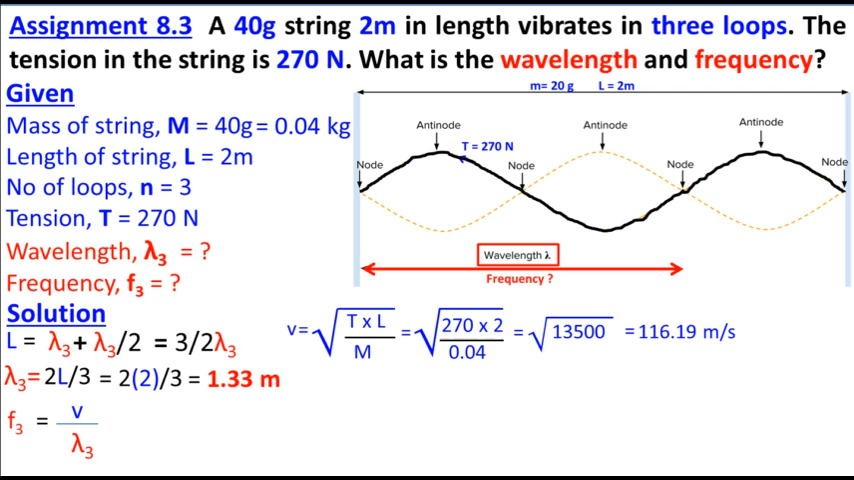 Assignment 8.3 A 40g string 2m in length vibrates in three loops. The
tension in the string is 270 N. What is the wavelength and frequency?
Given
Mass of string, M = 40g = 0.04 kg
Length of string, L = 2m
No of loops, n = 3
Tension, T = 270 N
Wavelength, λ₃ = ?
Frequency, f₃ = ?
m= 20 g L = 2m
Antinode Antinode Antinode
T = 270 N
Node Node Node Node
Wavelength λ
Frequency ?
Solution
L = λ₃ + λ₃/2 = 3/2λ₃
λ₃= 2L/3 = 2(2)/3 = 1.33 m
f₃ = v / λ₃
v= √(T x L / M) = √(270 x 2 / 0.04) = √13500 = 116.19 m/s